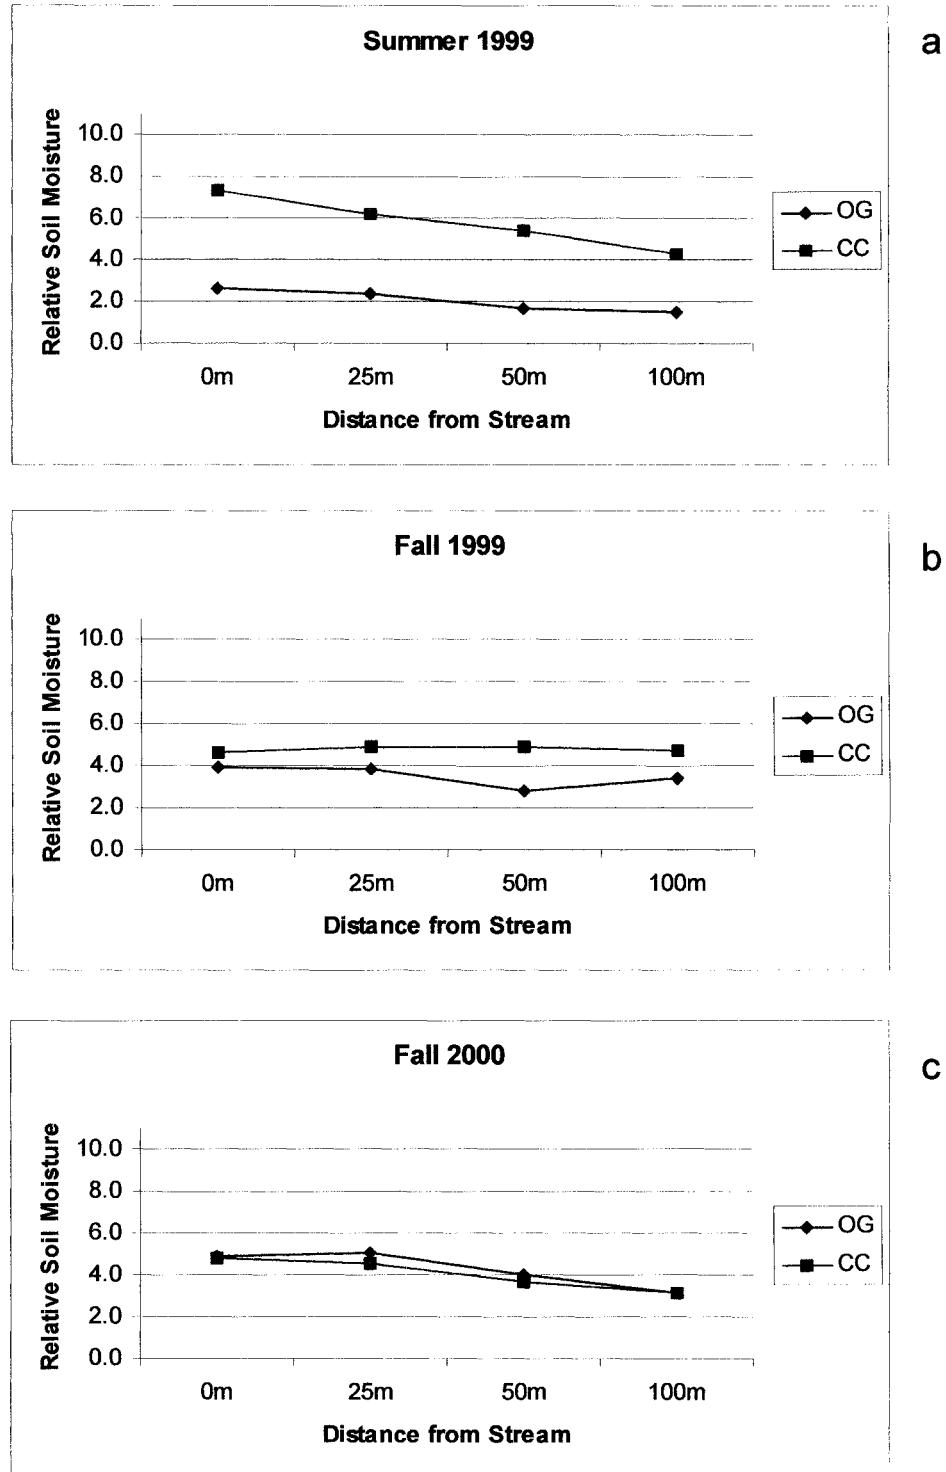 Summer 1999
a
Relative Soil Moisture
10.0
8.0
6.0
4.0
2.0
0.0
0m 25m 50m 100m
Distance from Stream
OG
CC
Fall 1999
b
Relative Soil Moisture
10.0
8.0
6.0
4.0
2.0
0.0
0m 25m 50m 100m
Distance from Stream
OG
CC
Fall 2000
c
Relative Soil Moisture
10.0
8.0
6.0
4.0
2.0
0.0
0m 25m 50m 100m
Distance from Stream
OG
CC